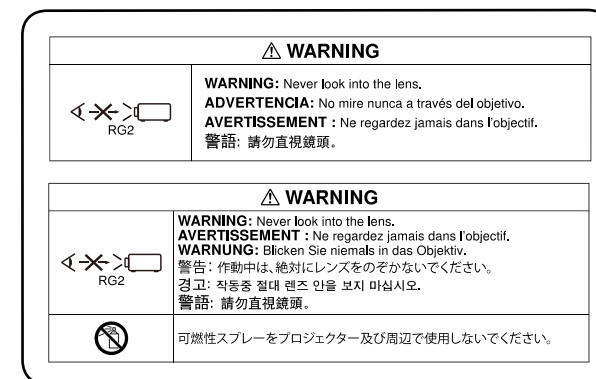 ⚠ WARNING
RG2
WARNING: Never look into the lens.
ADVERTENCIA: No mire nunca a través del objetivo.
AVERTISSEMENT : Ne regardez jamais dans l'objectif.
警語: 請勿直視鏡頭。
⚠ WARNING
RG2
WARNING: Never look into the lens.
AVERTISSEMENT : Ne regardez jamais dans l'objectif.
WARNUNG: Blicken Sie niemals in das Objektiv.
警告: 作動中は、絶対にレンズをのぞかないでください。
경고: 작동중 절대 렌즈 안을 보지 마십시오.
警語: 請勿直視鏡頭。
可燃性スプレーをプロジェクター及び周辺で使用しないでください。